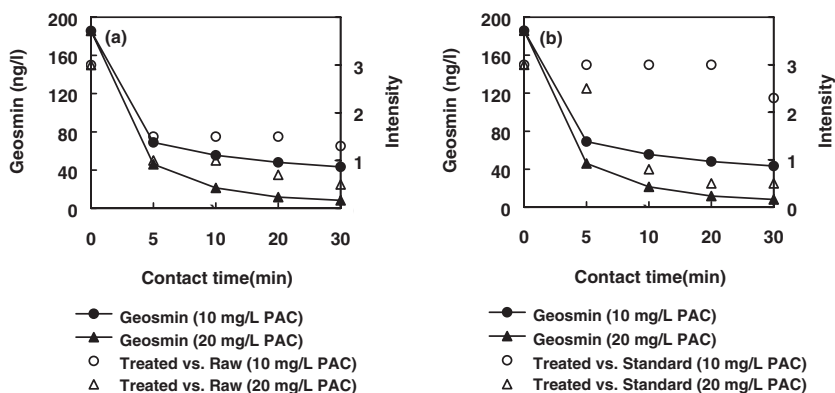 200
160
120
80
40
0
Geosmin (ng/l)
(a)
3
2
1
0
Intensity
0 5 10 20 30
Contact time(min)
Geosmin (10 mg/L PAC)
Geosmin (20 mg/L PAC)
Treated vs. Raw (10 mg/L PAC)
Treated vs. Raw (20 mg/L PAC)
200
160
120
80
40
0
Geosmin (ng/l)
(b)
3
2
1
0
Intensity
0 5 10 20 30
Contact time(min)
Geosmin (10 mg/L PAC)
Geosmin (20 mg/L PAC)
Treated vs. Standard (10 mg/L PAC)
Treated vs. Standard (20 mg/L PAC)